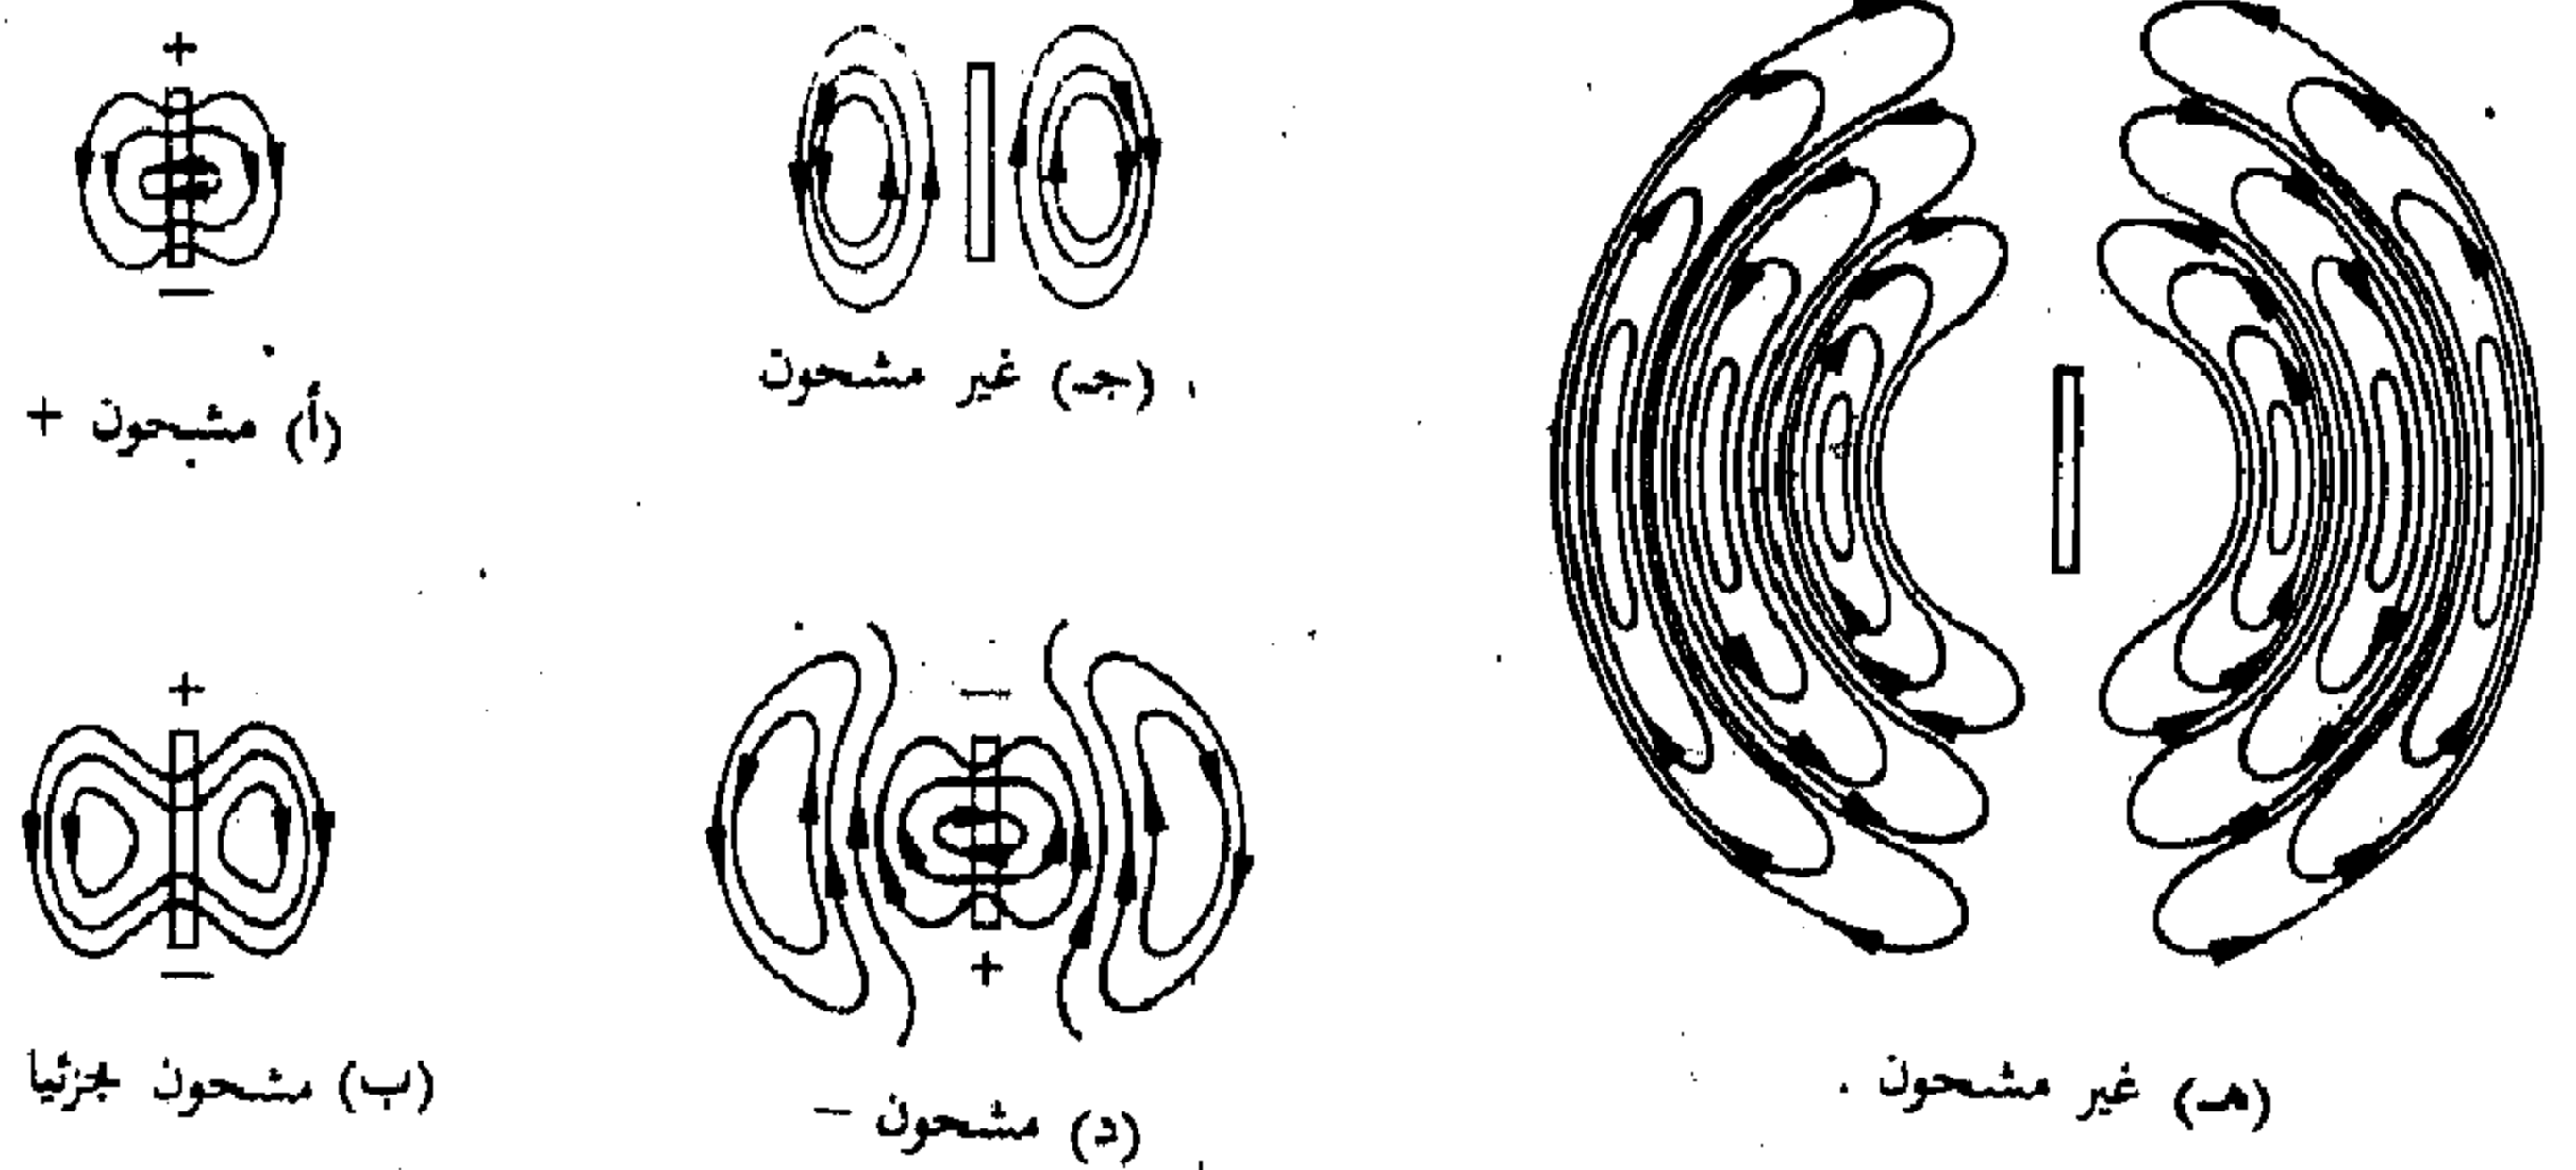 +
—
(أ) مشحون +
+
—
(ب) مشحون جزئيا
(جـ) غير مشحون
—
+
(د) مشحون —
(هـ) غير مشحون .